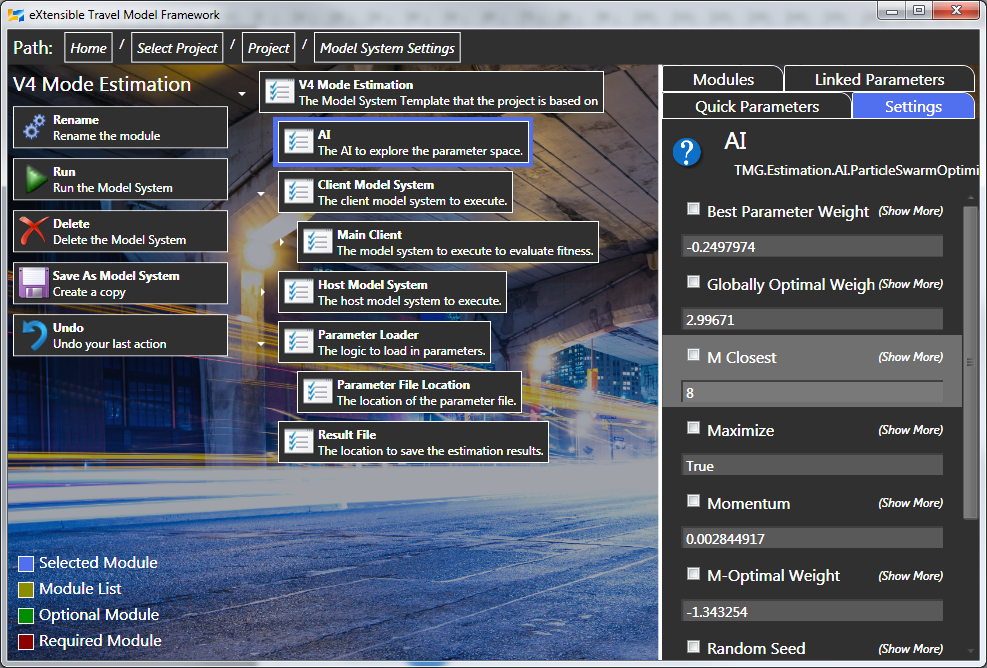 eXtensible Travel Model Framework
Path: Home / Select Project / Project / Model System Settings
V4 Mode Estimation
Rename
Rename the module
Run
Run the Model System
Delete
Delete the Model System
Save As Model System
Create a copy
Undo
Undo your last action
V4 Mode Estimation
The Model System Template that the project is based on
AI
The AI to explore the parameter space.
Client Model System
The client model system to execute.
Main Client
The model system to execute to evaluate fitness.
Host Model System
The host model system to execute.
Parameter Loader
The logic to load in parameters.
Parameter File Location
The location of the parameter file.
Result File
The location to save the estimation results.
Selected Module
Module List
Optional Module
Required Module
Modules
Linked Parameters
Quick Parameters
Settings
?
AI
TMG.Estimation.AI.ParticleSwarmOptimi
Best Parameter Weight (Show More)
-0.2497974
Globally Optimal Weigh (Show More)
2.99671
M Closest (Show More)
8
Maximize (Show More)
True
Momentum (Show More)
0.002844917
M-Optimal Weight (Show More)
-1.343254
Random Seed (Show More)